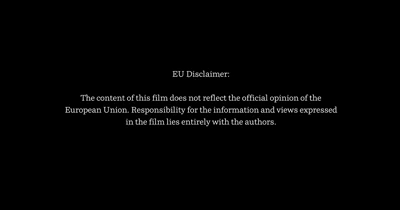 EU Disclaimer:
The content of this film does not reflect the official opinion of the
European Union. Responsibility for the information and views expressed
in the film lies entirely with the authors.